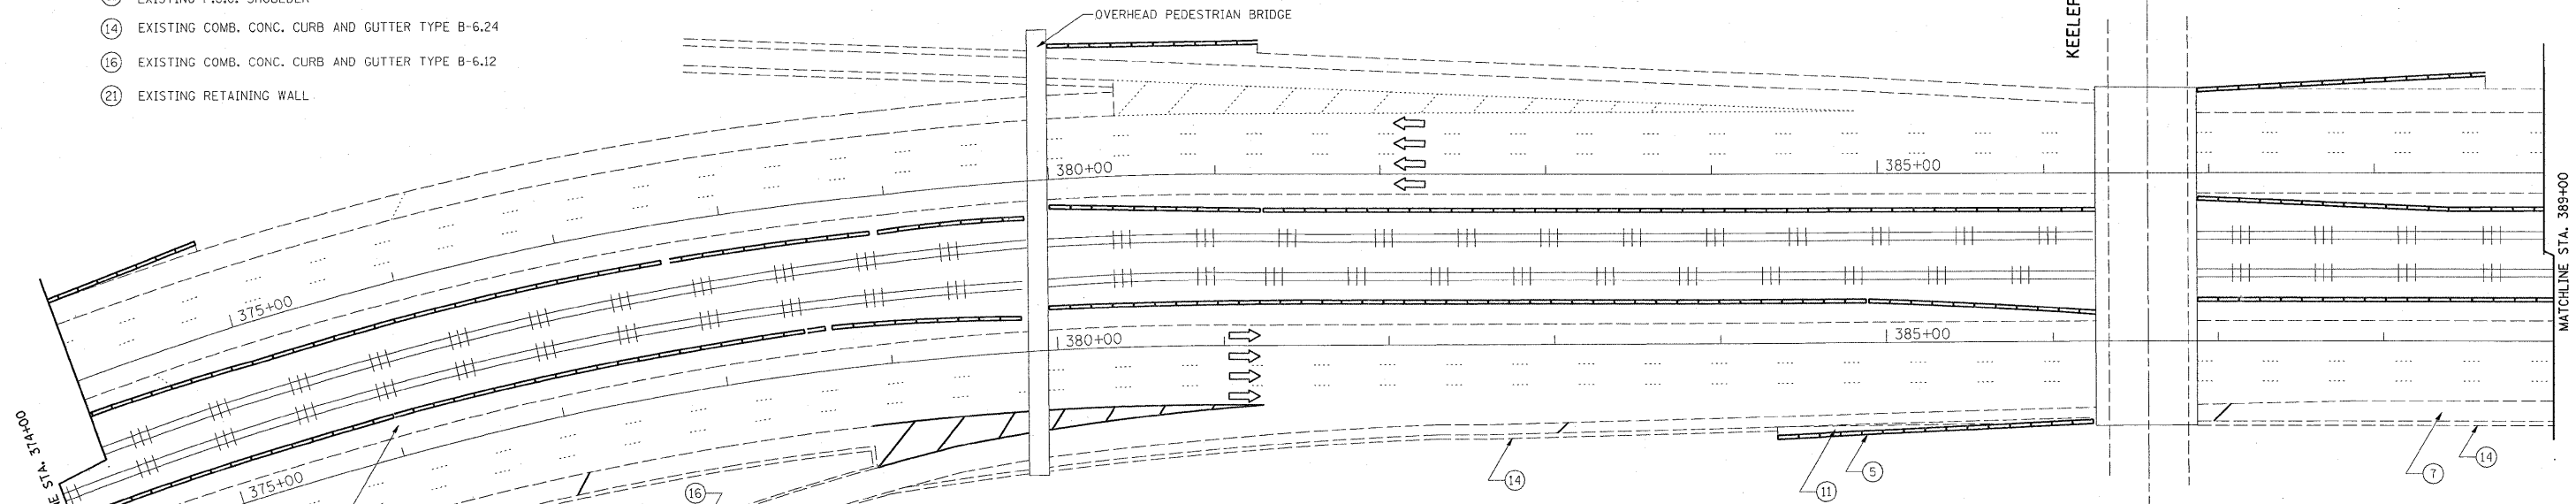 14 EXISTING COMB. CONC. CURB AND GUTTER TYPE B-6.24
16 EXISTING COMB. CONC. CURB AND GUTTER TYPE B-6.12
21 EXISTING RETAINING WALL
OVERHEAD PEDESTRIAN BRIDGE
KEELER
380+00
385+00
375+00
380+00
385+00
375+00
STA. 374+00
MATCHLINE STA. 389+00
16
14
11
5
7
14